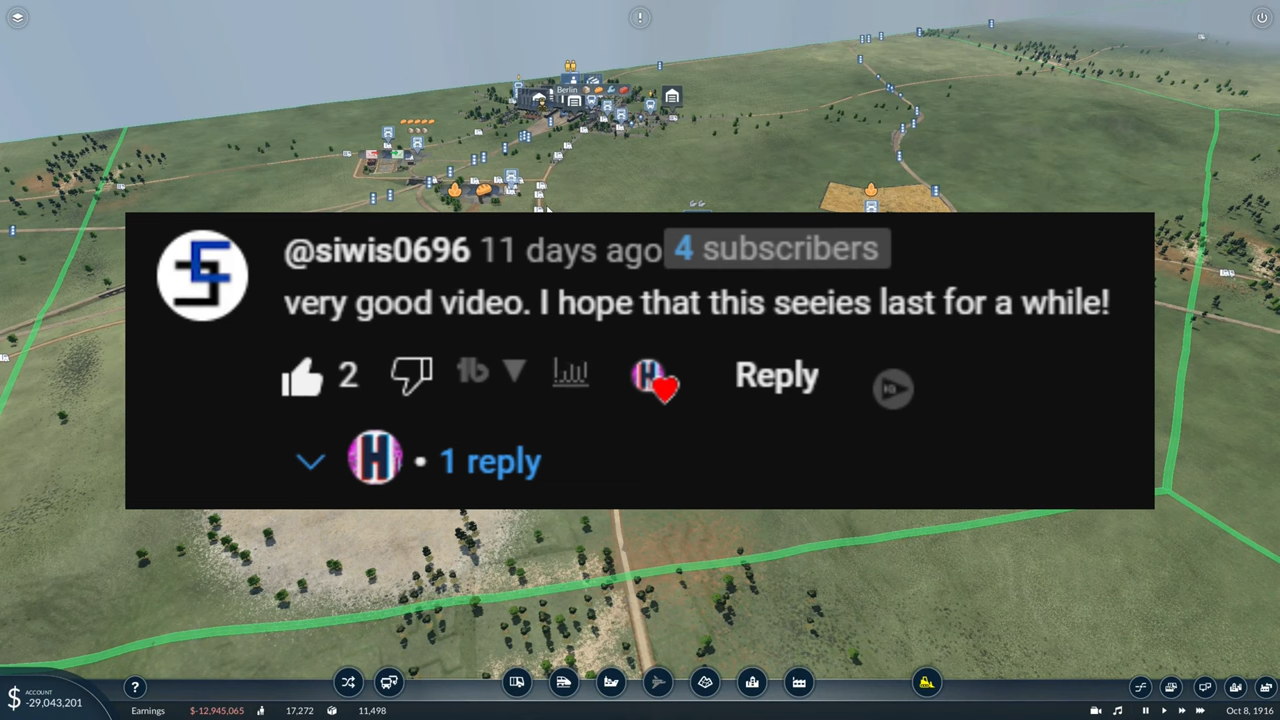 Berlin
@siwis0696 11 days ago 4 subscribers
very good video. I hope that this seeies last for a while!
2
Reply
H • 1 reply
?
$ ACCOUNT
-29,043,201
Earnings $-12,945,065 17,272 11,498
Oct 8, 1916